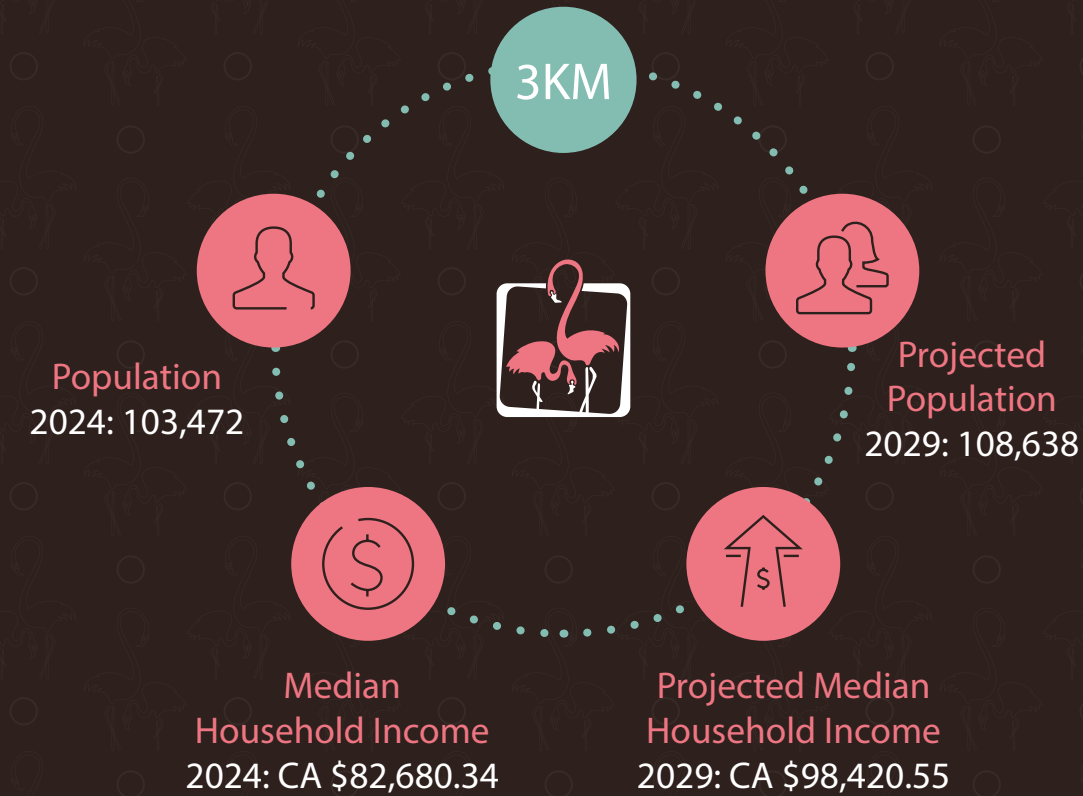 3KM
Population
2024: 103,472
Projected
Population
2029: 108,638
$
$
Median
Household Income
2024: CA $82,680.34
Projected Median
Household Income
2029: CA $98,420.55